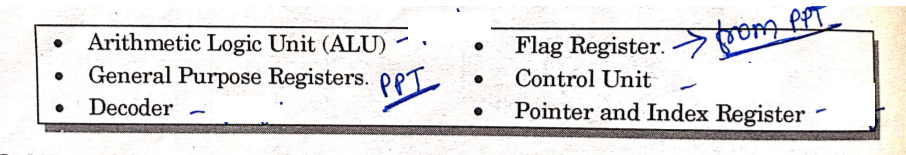 from PPT
• Arithmetic Logic Unit (ALU) -
• General Purpose Registers. PPT
• Decoder -
• Flag Register. →
• Control Unit -
• Pointer and Index Register -